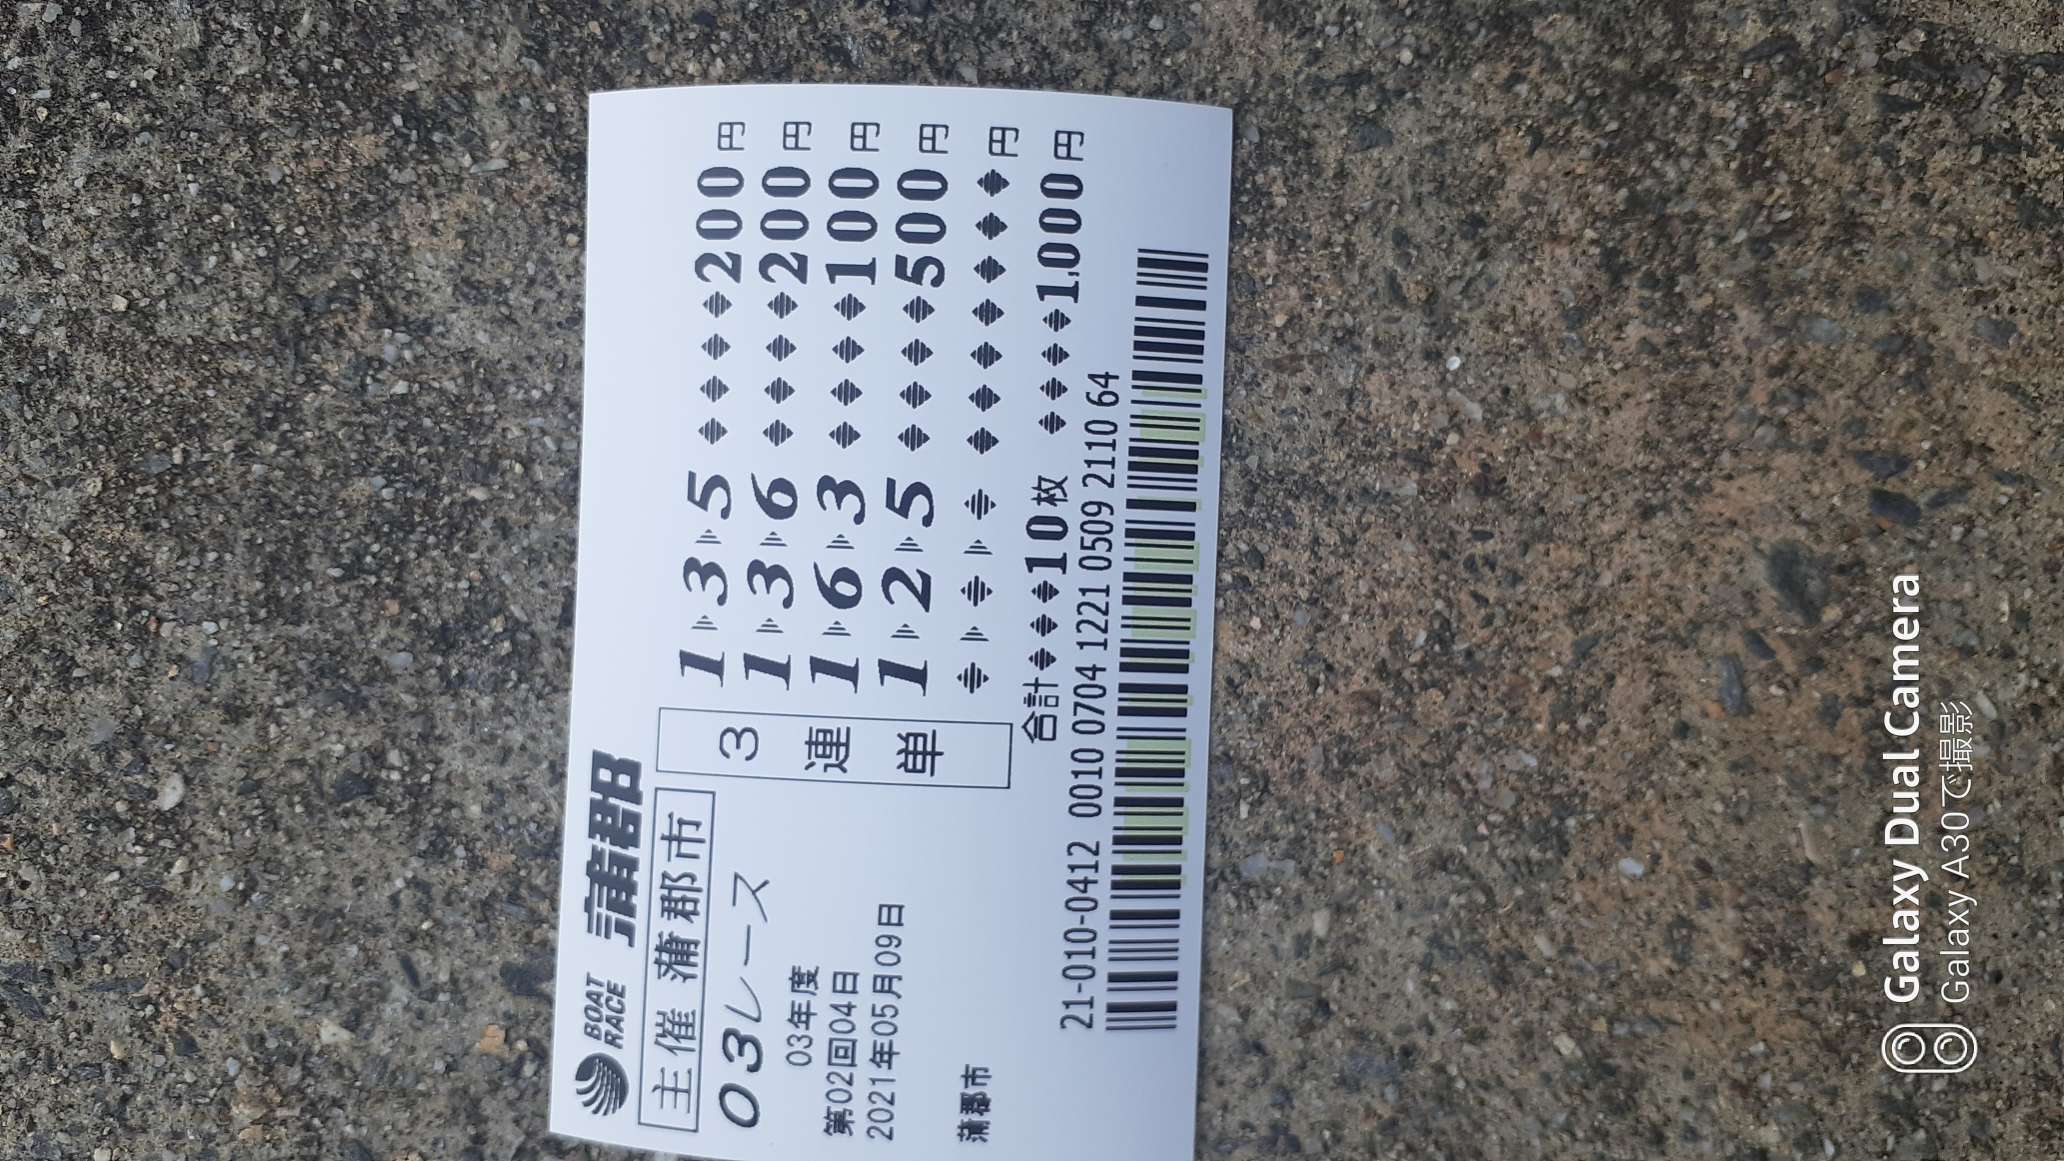 BOAT RACE 蒲郡
主催 蒲郡市
03レース
03年度
第02回04日
2021年05月09日
蒲郡市
3連単
1 3 5 ◆◆◆◆200円
1 3 6 ◆◆◆◆200円
1 6 3 ◆◆◆◆100円
1 2 5 ◆◆◆◆500円
◆ ◆ ◆ ◆◆◆◆◆◆◆円
合計◆◆◆10枚 ◆◆◆◆1,000円
21-010-0412 0010 0704 1221 0509 2110 64
Galaxy Dual Camera
Galaxy A30で撮影